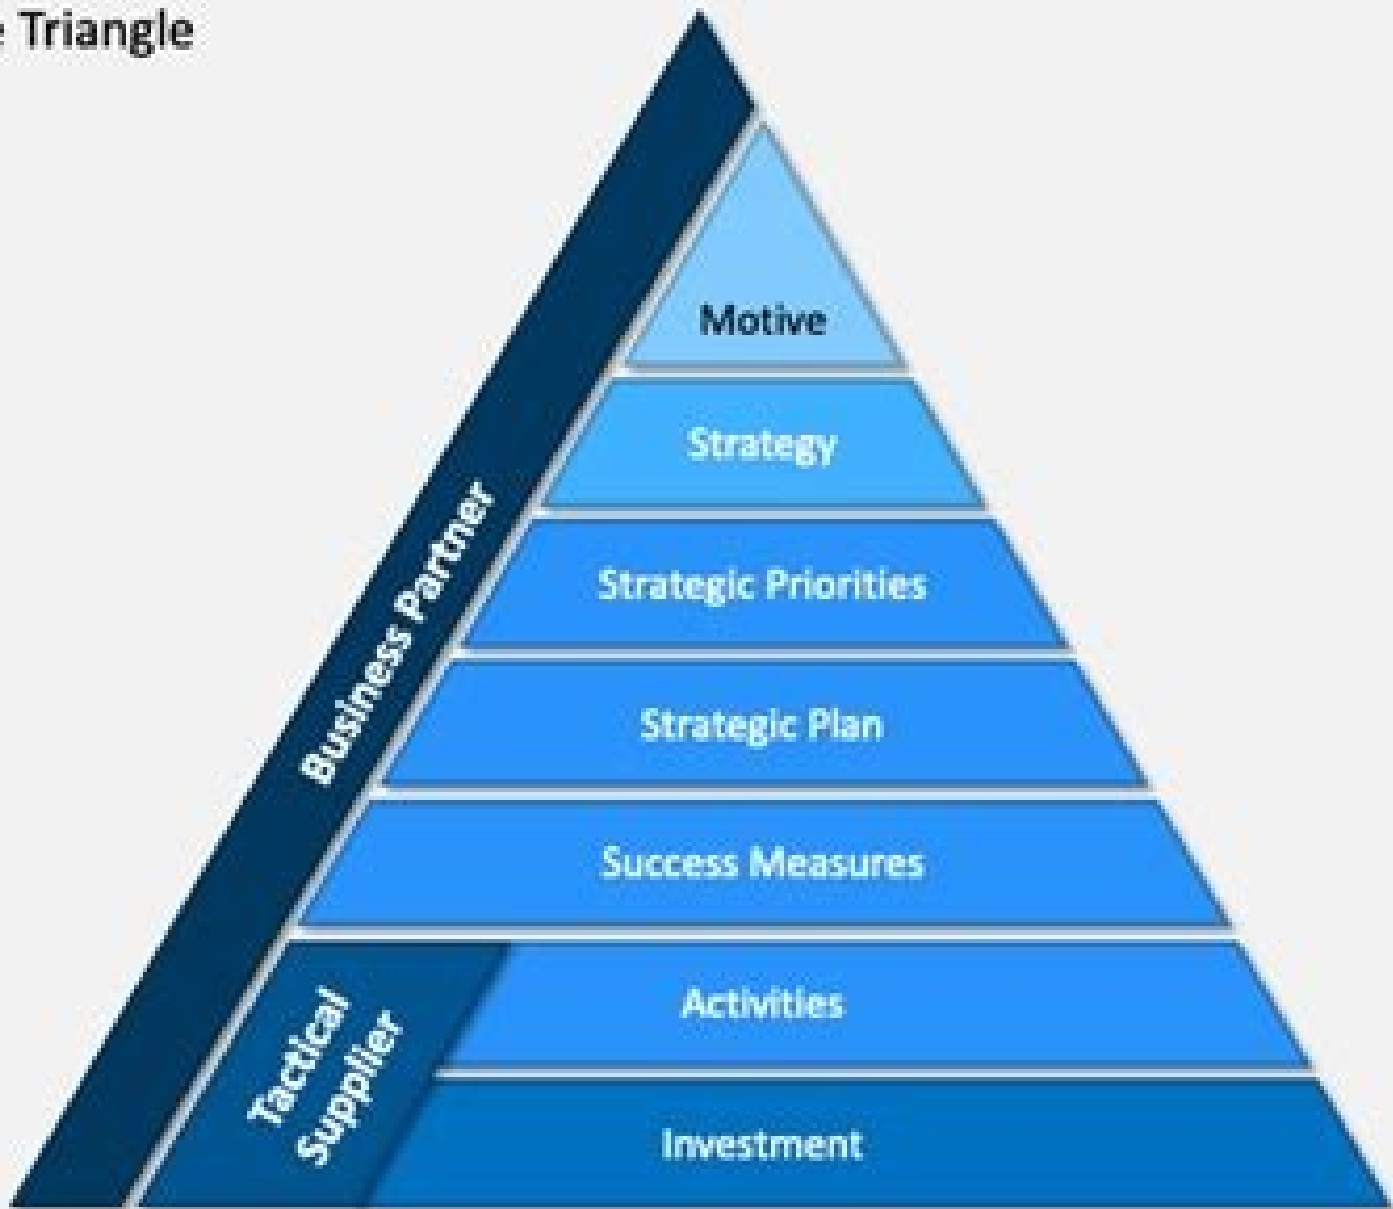 Triangle
Motive
Strategy
Strategic Priorities
Strategic Plan
Success Measures
Activities
Investment
Business Partner
Tactical
Supplier